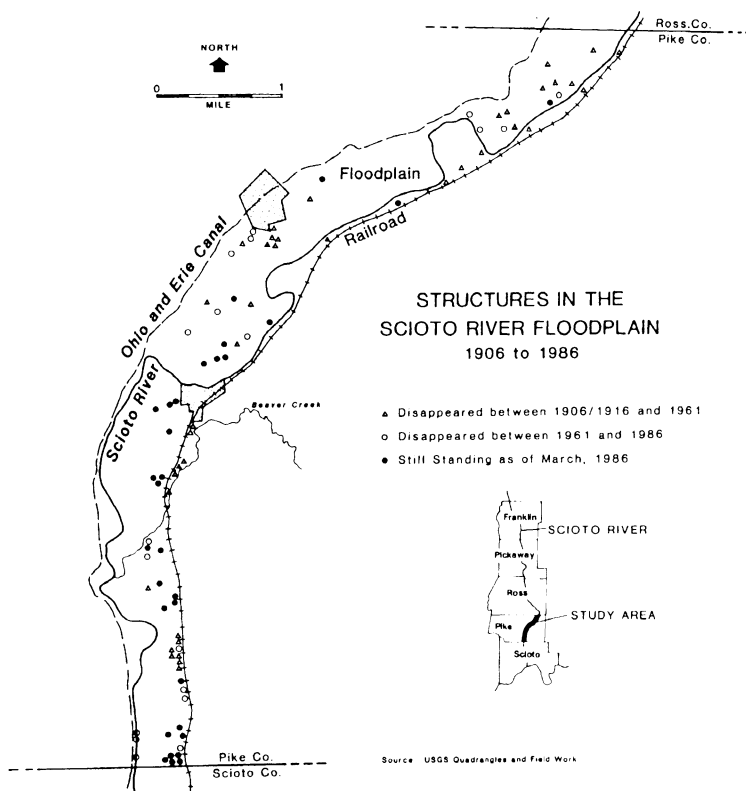 Ross.Co.
Pike Co.
NORTH
0 1
MILE
Floodplain
Railroad
Ohio and Erie Canal
STRUCTURES IN THE
SCIOTO RIVER FLOODPLAIN
1906 to 1986
Scioto River
Beaver Creek
Disappeared between 1906/1916 and 1961
Disappeared between 1961 and 1986
Still Standing as of March, 1986
Franklin
SCIOTO RIVER
Pickaway
Ross
STUDY AREA
Pike
Scioto
Pike Co.
Scioto Co.
Source USGS Quadrangles and Field Work